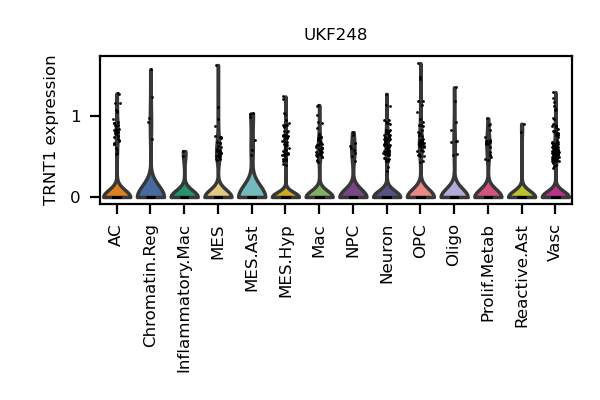 UKF248
TRNT1 expression
1
0
AC
Chromatin.Reg
Inflammatory.Mac
MES
MES.Ast
MES.Hyp
Mac
NPC
Neuron
OPC
Oligo
Prolif.Metab
Reactive.Ast
Vasc